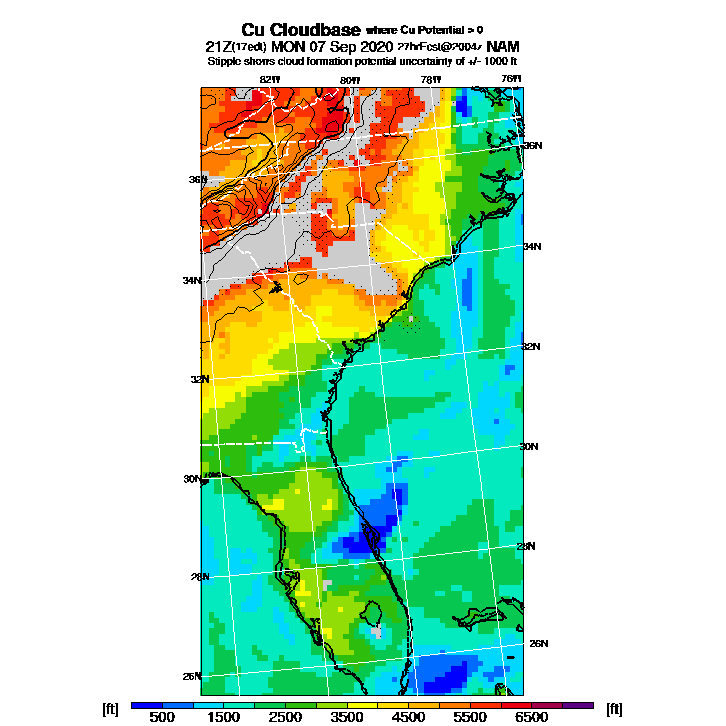 Cu Cloudbase where Cu Potential > 0
21Z(17edt) MON 07 Sep 2020 27hrFcst@2004z NAM
Stipple shows cloud formation potential uncertainty of +/- 1000 ft
82W 80W 78W 76W
36N
36N
34N
34N
32N
32N
30N
30N
28N
28N
26N
26N
[ft] [ft]
500 1500 2500 3500 4500 5500 6500